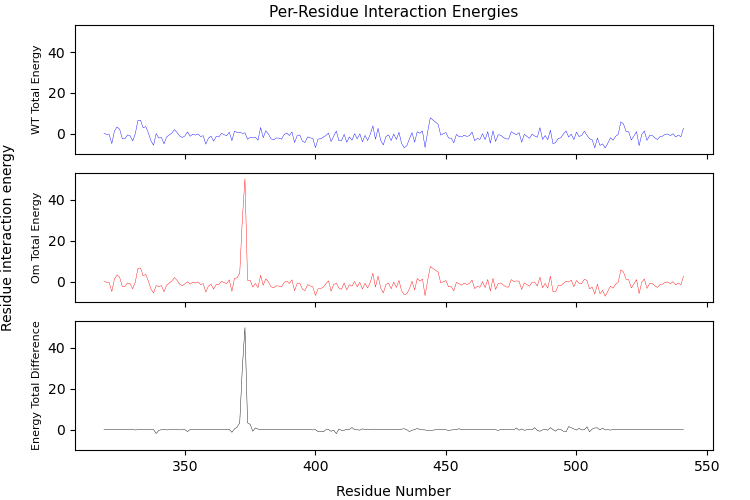 Per-Residue Interaction Energies
Residue interaction energy
WT Total Energy
40
20
0
Om Total Energy
40
20
0
Energy Total Difference
40
20
0
350
400
450
500
550
Residue Number